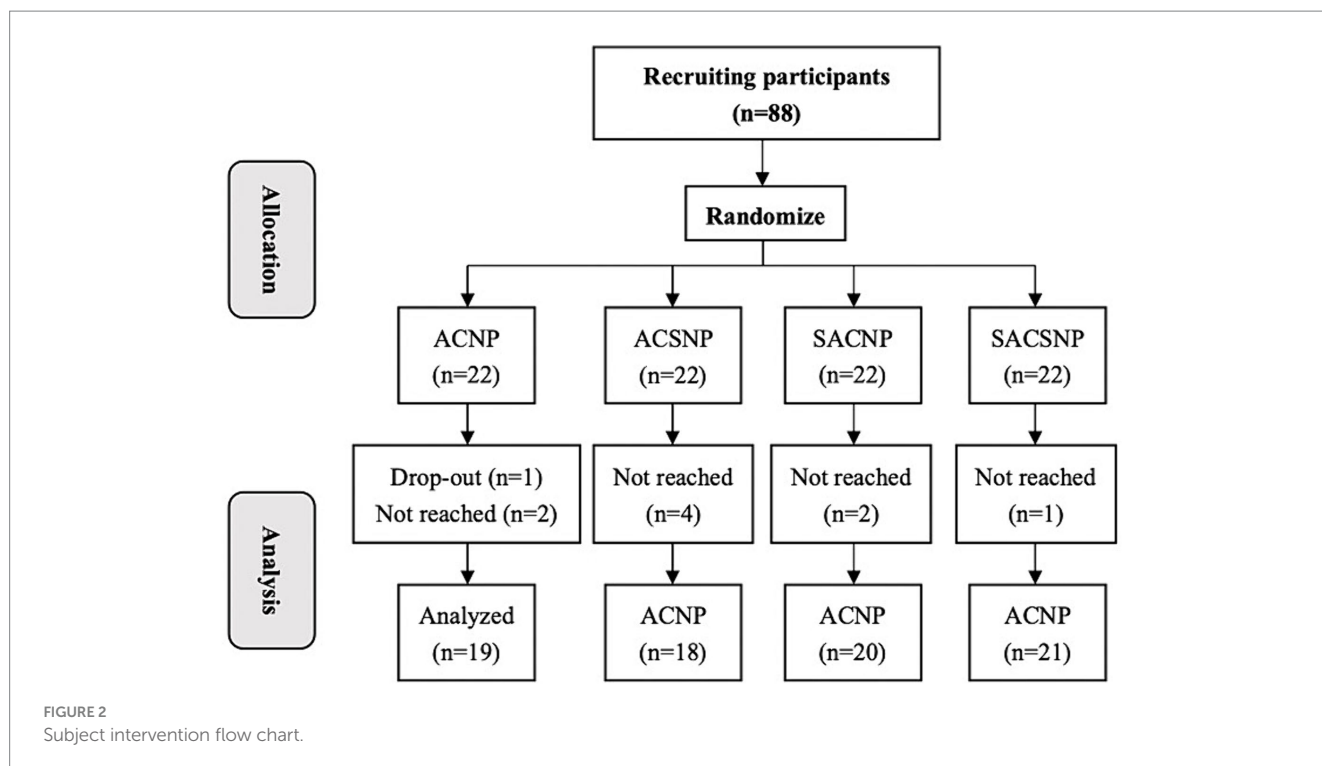 Recruiting participants
(n=88)
Allocation
Randomize
ACNP
(n=22)
ACSNP
(n=22)
SACNP
(n=22)
SACSNP
(n=22)
Analysis
Drop-out (n=1)
Not reached (n=2)
Not reached
(n=4)
Not reached
(n=2)
Not reached
(n=1)
Analyzed
(n=19)
ACNP
(n=18)
ACNP
(n=20)
ACNP
(n=21)
FIGURE 2
Subject intervention flow chart.